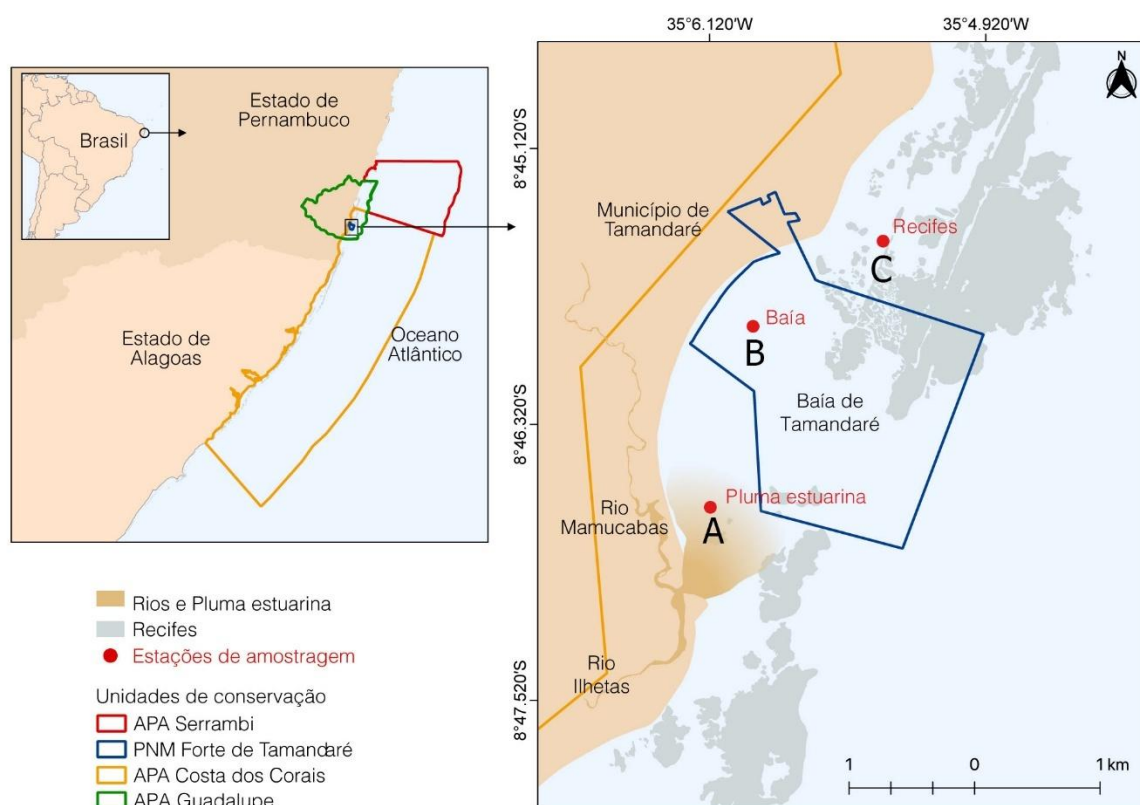 Brasil
Estado de
Pernambuco
Estado de
Alagoas
Oceano
Atlântico
Rios e Pluma estuarina
Recifes
Estações de amostragem
Unidades de conservação
APA Serrambi
PNM Forte de Tamandaré
APA Costa dos Corais
APA Guadalupe
35°6.120'W
35°4.920'W
8°45.120'S
8°46.320'S
8°47.520'S
N
Município de
Tamandaré
Recifes
C
Baía
B
Baía de
Tamandaré
Pluma estuarina
A
Rio
Mamucabas
Rio
Ilhetas
1
0
1 km